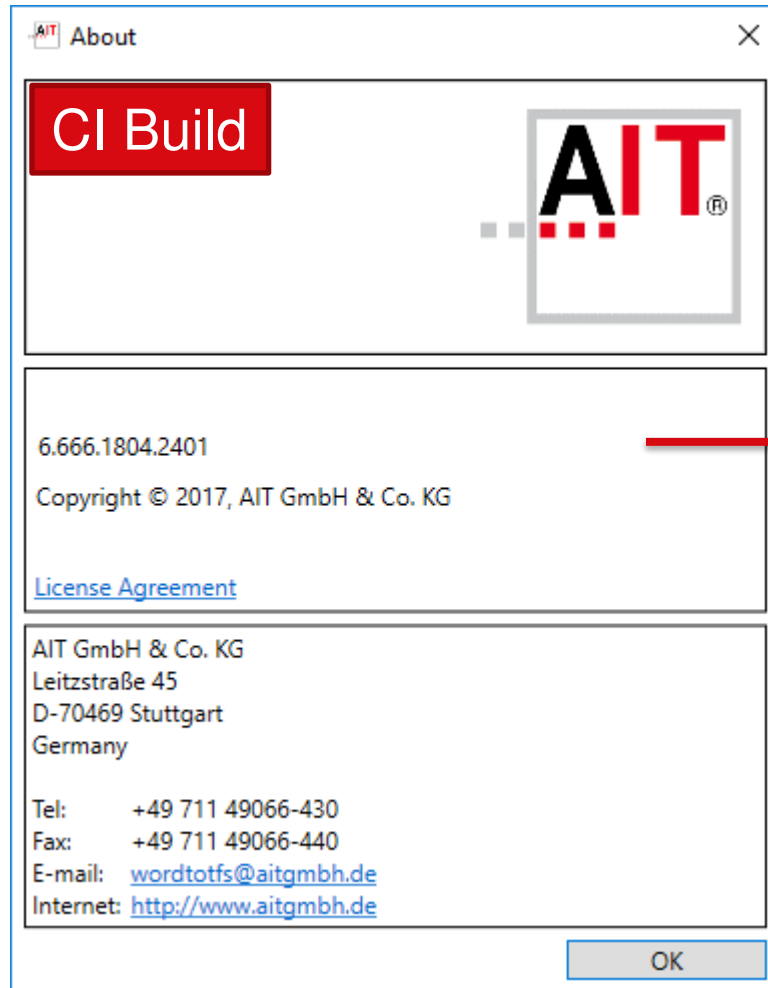 AIT About
CI Build
AIT®
6.666.1804.2401
Copyright © 2017, AIT GmbH & Co. KG
License Agreement
AIT GmbH & Co. KG
Leitzstraße 45
D-70469 Stuttgart
Germany
Tel: +49 711 49066-430
Fax: +49 711 49066-440
E-mail: wordtotfs@aitgmbh.de
Internet: http://www.aitgmbh.de
OK